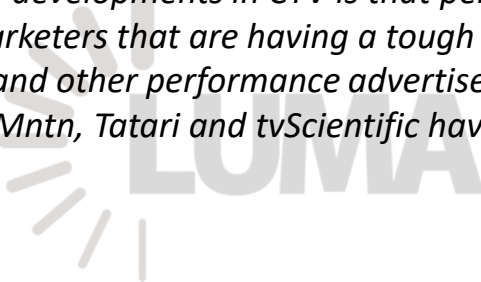 developments in CTV is that per
arketers that are having a tough
and other performance advertise
Mntn, Tatari and tvScientific hav
LUMA